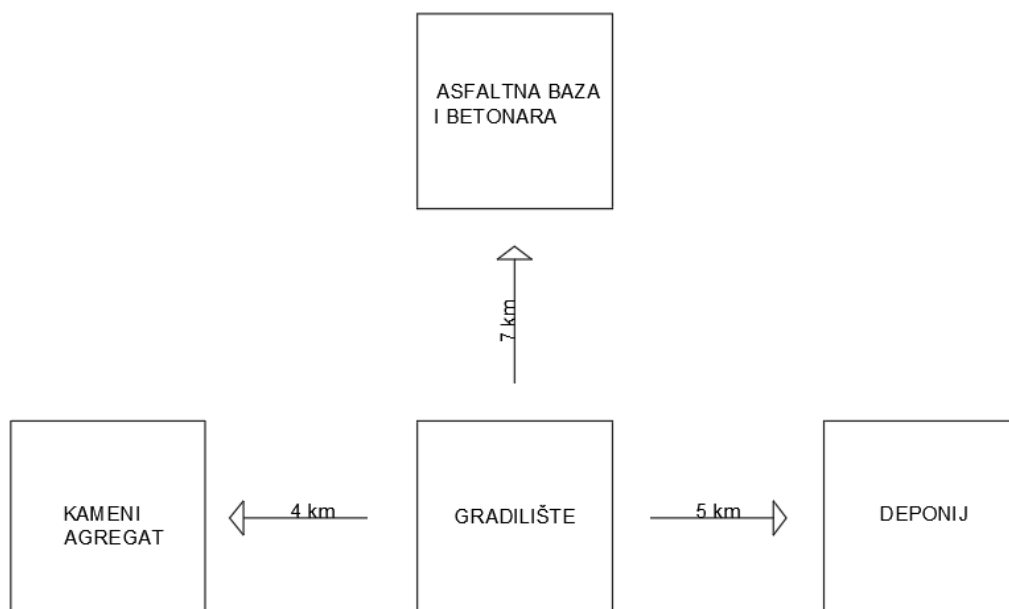 ASFALTNA BAZA
I BETONARA
7 km
KAMENI
AGREGAT
4 km
GRADILIŠTE
5 km
DEPONIJ